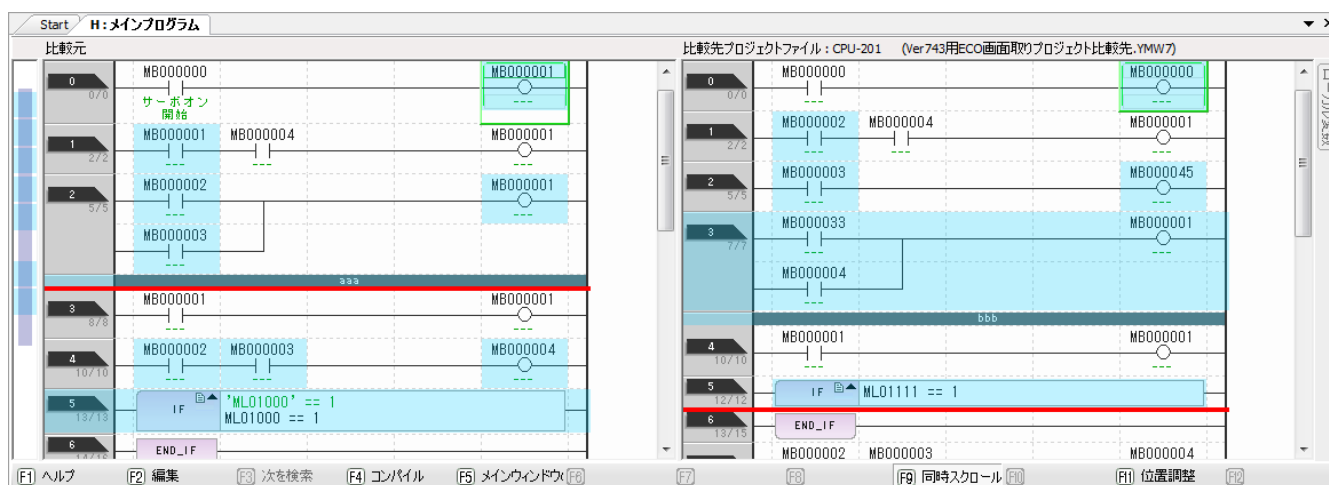 Start H:メインプログラム
比較元
比較先プロジェクトファイル:CPU-201 (Ver743用ECO画面取りプロジェクト比較先.YMW7)
0 MB000000 MB000001
0/0 サーボオン ---
開始
1 MB000001 MB000004 MB000001
2/2 --- --- ---
2 MB000002 MB000001
5/5 --- ---
MB000003
---
aaa
3 MB000001 MB000001
8/8 --- ---
4 MB000002 MB000003 MB000004
10/10 --- --- ---
5 IF 'ML01000' == 1
13/13 ML01000 == 1
6 END_IF
14/16
0 MB000000 MB000000
0/0 --- ---
1 MB000002 MB000004 MB000001
2/2 --- --- ---
2 MB000003 MB000045
5/5 --- ---
3 MB000033 MB000001
7/7 --- ---
MB000004
---
bbb
4 MB000001 MB000001
10/10 --- ---
5 IF ML01111 == 1
12/12
6 END_IF
13/15
MB000002 MB000003 MB000004
F1 ヘルプ F2 編集 F3 次を検索 F4 コンパイル F5 メインウィンドウ F6 F7 F8 F9 同時スクロール F10 F11 位置調整 F12